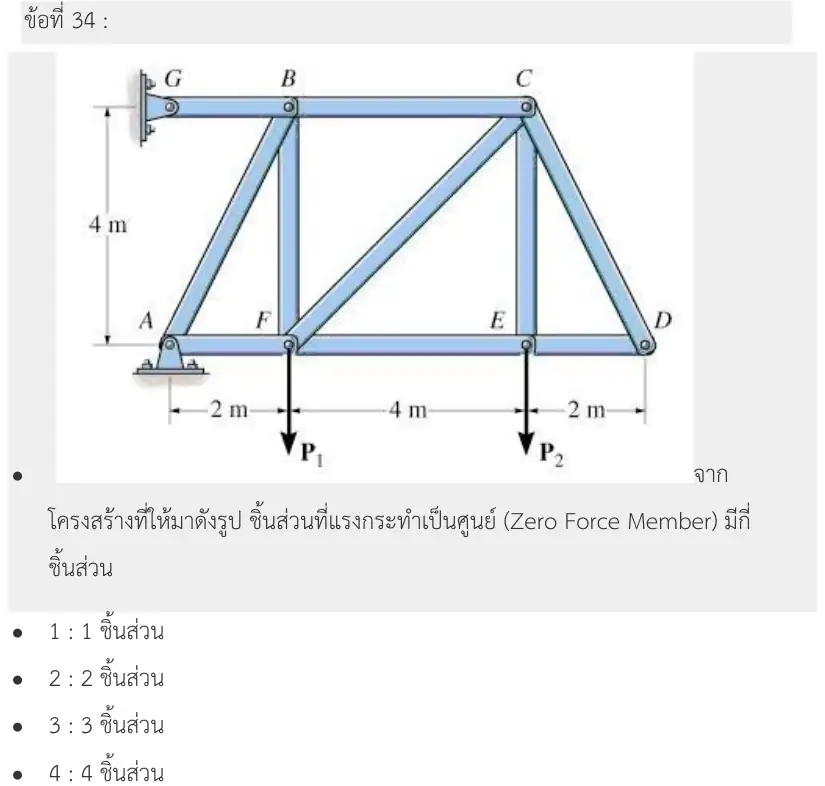 ข้อที่ 34 :
G B C
4 m
A F E D
2 m 4 m 2 m
P1 P2
จาก
โครงสร้างที่ให้มาดังรูป ชิ้นส่วนที่แรงกระทำเป็นศูนย์ (Zero Force Member) มีกี่
ชิ้นส่วน
1 : 1 ชิ้นส่วน
2 : 2 ชิ้นส่วน
3 : 3 ชิ้นส่วน
4 : 4 ชิ้นส่วน